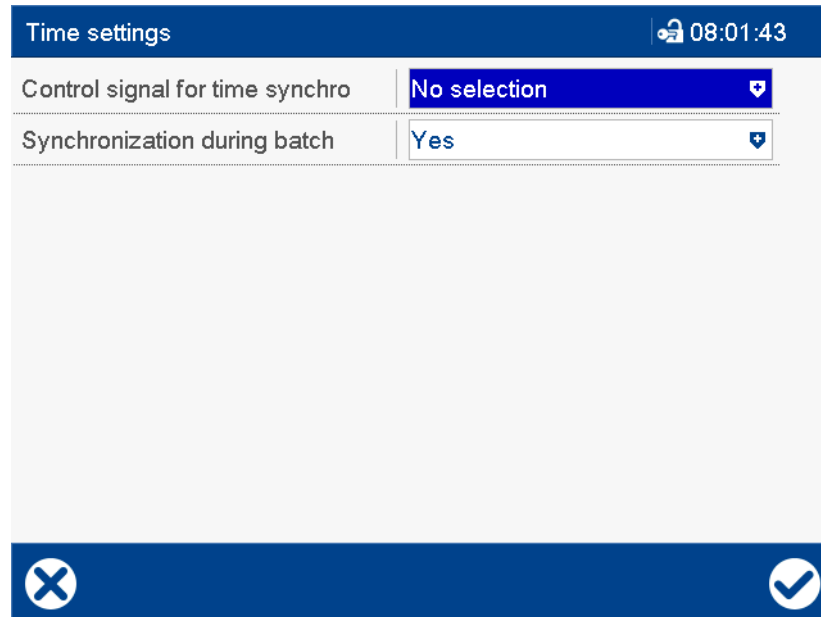 Time settings 08:01:43
Control signal for time synchro No selection
Synchronization during batch Yes